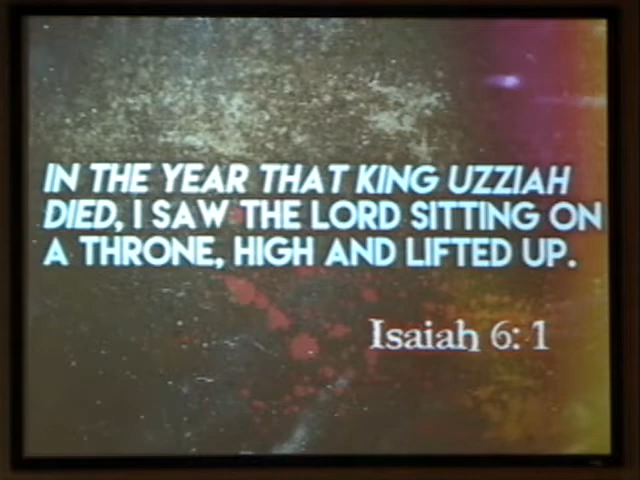 IN THE YEAR THAT KING UZZIAH
DIED, I SAW THE LORD SITTING ON
A THRONE, HIGH AND LIFTED UP.
Isaiah 6: 1